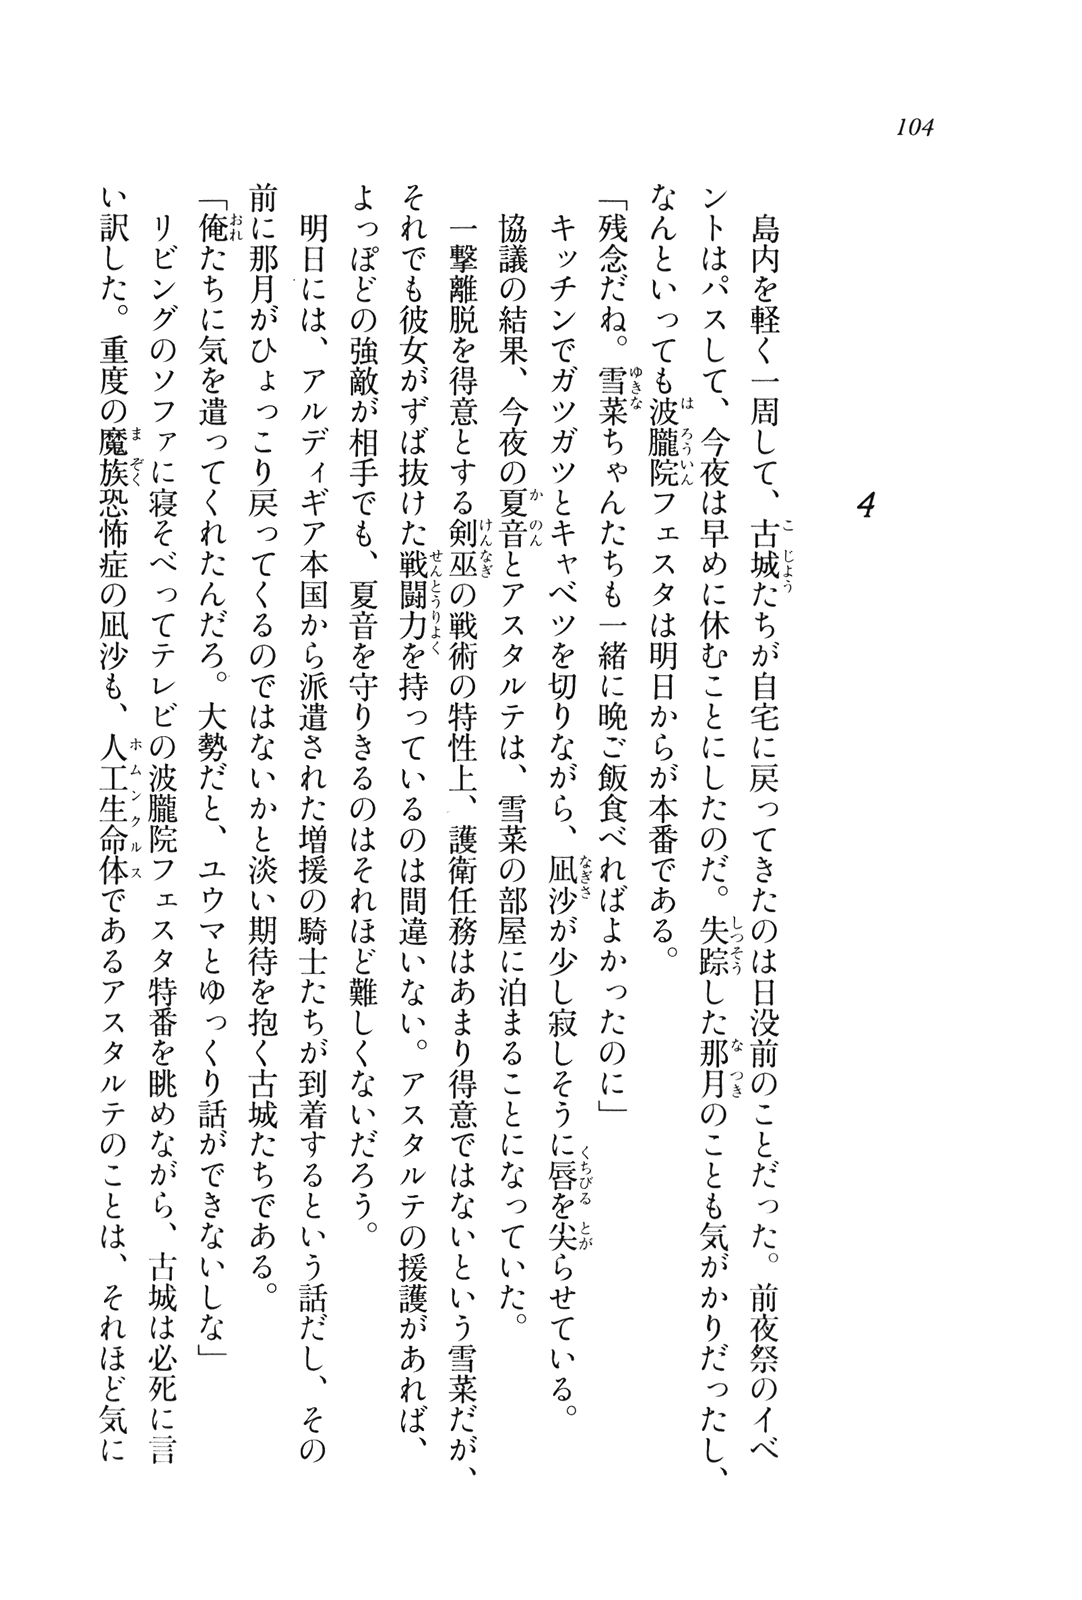 104
4
島内を軽く一周して、古城たちが自宅に戻ってきたのは日没前のことだった。前夜祭のイベ
ントはパスして、今夜は早めに休むことにしたのだ。失踪した那月のことも気がかりだったし、
なんといっても波朧院フェスタは明日からが本番である。
「残念だね。雪菜ちゃんたちも一緒に晩ご飯食べればよかったのに」
キッチンでガツガツとキャベツを切りながら、凪沙が少し寂しそうに唇を尖らせている。
協議の結果、今夜の夏音とアスタルテは、雪菜の部屋に泊まることになっていた。
一撃離脱を得意とする剣巫の戦術の特性上、護衛任務はあまり得意ではないという雪菜だが、
それでも彼女がずば抜けた戦闘力を持っているのは間違いない。アスタルテの援護があれば、
よっぽどの強敵が相手でも、夏音を守りきるのはそれほど難しくないだろう。
明日には、アルディギア本国から派遣された増援の騎士たちが到着するという話だし、その
前に那月がひょっこり戻ってくるのではないかと淡い期待を抱く古城たちである。
「俺たちに気を遣ってくれたんだろ。大勢だと、ユウマとゆっくり話ができないしな」
リビングのソファに寝そべってテレビの波朧院フェスタ特番を眺めながら、古城は必死に言
い訳した。重度の魔族恐怖症の凪沙も、人工生命体であるアスタルテのことは、それほど気に